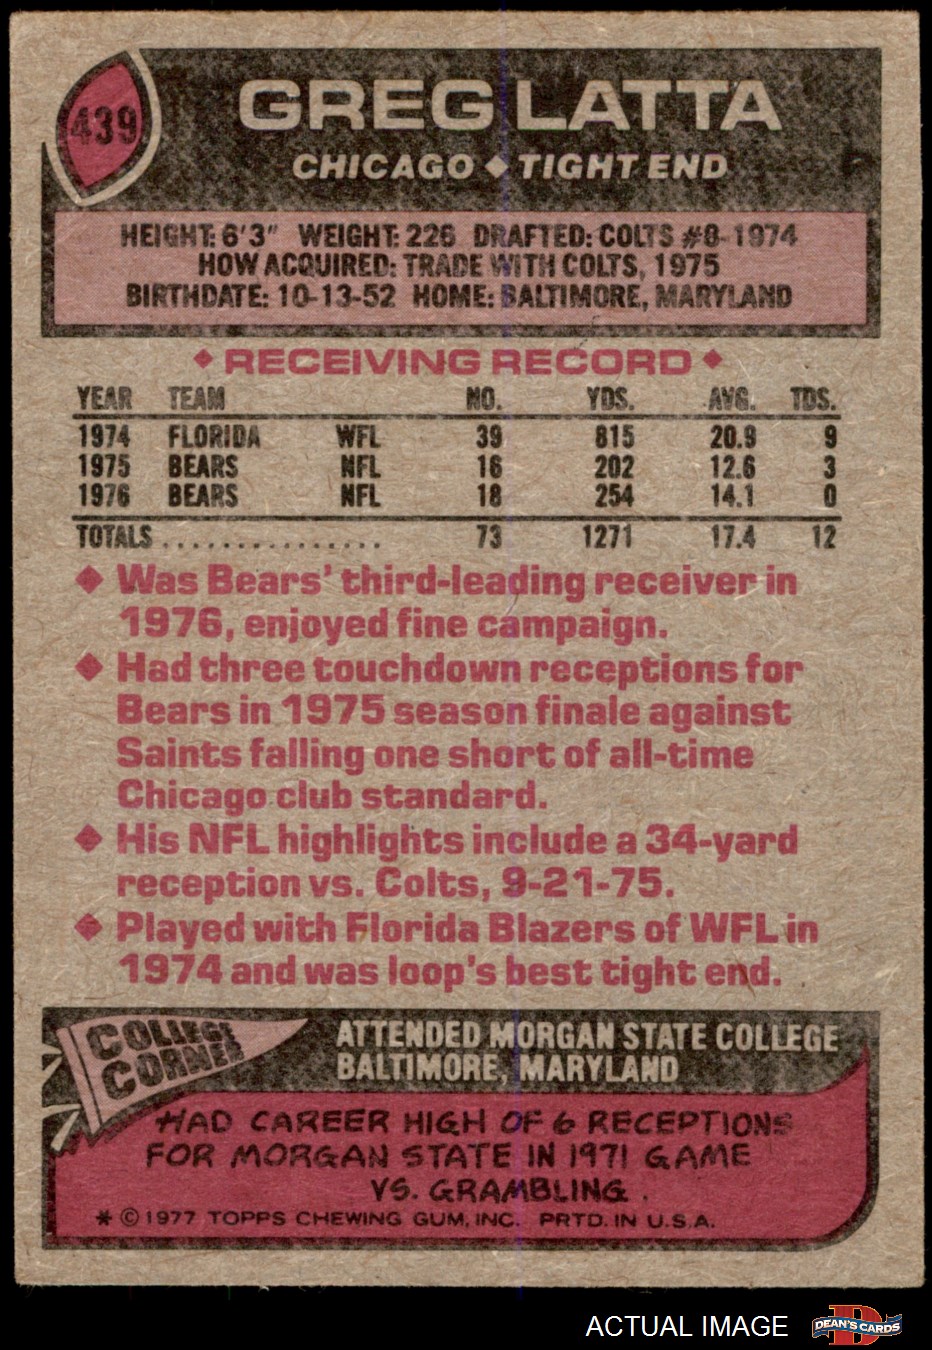 439
GREG LATTA
CHICAGO ◆ TIGHT END
HEIGHT: 6'3" WEIGHT: 226 DRAFTED: COLTS #8-1974
HOW ACQUIRED: TRADE WITH COLTS, 1975
BIRTHDATE: 10-13-52 HOME: BALTIMORE, MARYLAND
◆ RECEIVING RECORD ◆
YEAR TEAM NO. YDS. AVG. TDS.
1974 FLORIDA WFL 39 815 20.9 9
1975 BEARS NFL 16 202 12.6 3
1976 BEARS NFL 18 254 14.1 0
TOTALS ................ 73 1271 17.4 12
◆ Was Bears' third-leading receiver in
1976, enjoyed fine campaign.
◆ Had three touchdown receptions for
Bears in 1975 season finale against
Saints falling one short of all-time
Chicago club standard.
◆ His NFL highlights include a 34-yard
reception vs. Colts, 9-21-75.
◆ Played with Florida Blazers of WFL in
1974 and was loop's best tight end.
COLLEGE
CORNER
ATTENDED MORGAN STATE COLLEGE
BALTIMORE, MARYLAND
HAD CAREER HIGH OF 6 RECEPTIONS
FOR MORGAN STATE IN 1971 GAME
VS. GRAMBLING.
* © 1977 TOPPS CHEWING GUM, INC. PRTD. IN U.S.A.
ACTUAL IMAGE
D
DEAN'S CARDS